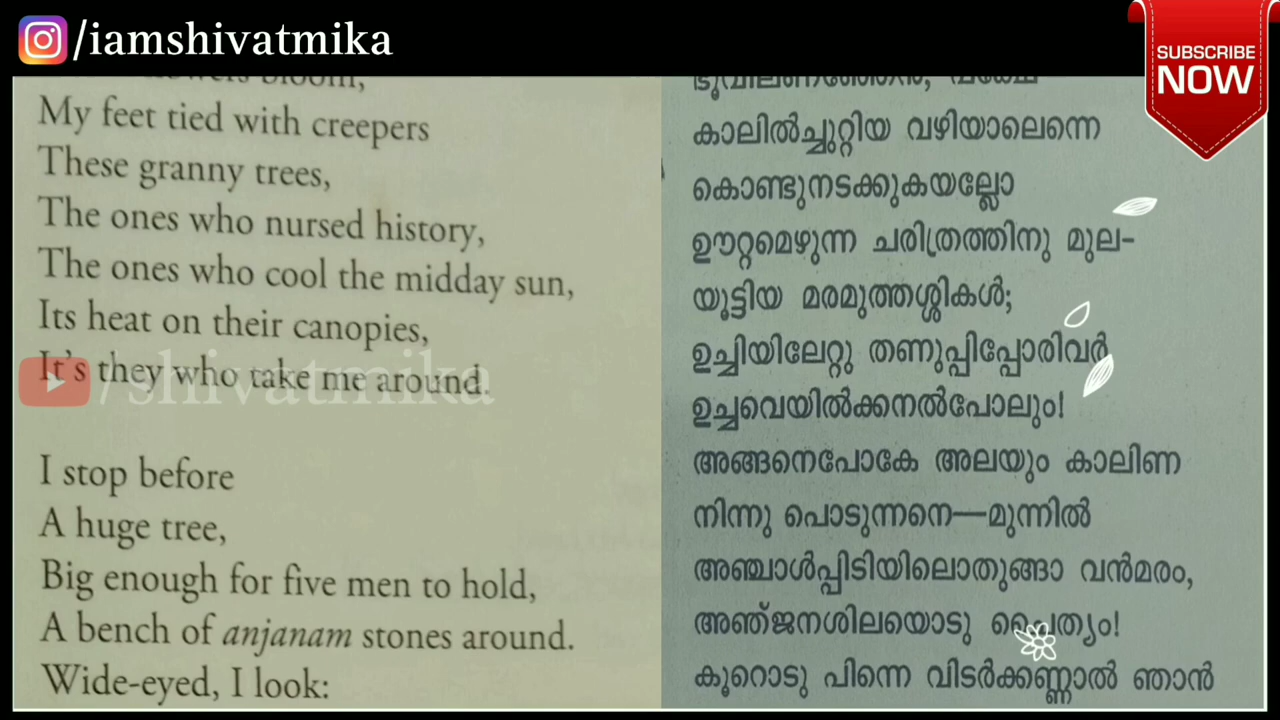 /iamshivatmika
SUBSCRIBE
NOW
bloom,
My feet tied with creepers
These granny trees,
The ones who nursed history,
The ones who cool the midday sun,
Its heat on their canopies,
It's they who take me around.
/shivatmika
I stop before
A huge tree,
Big enough for five men to hold,
A bench of anjanam stones around.
Wide-eyed, I look:
കാലിൽച്ചുറ്റിയ വഴിയാലെന്നെ
കൊണ്ടുനടക്കുകയല്ലോ
ഊറ്റമെഴുന്ന ചരിത്രത്തിനു മുല-
യൂട്ടിയ മരമുത്തശ്ശികൾ;
ഉച്ചിയിലേറ്റു തണുപ്പിപ്പോരിവർ
ഉച്ചവെയിൽക്കനൽപോലും!
അങ്ങനെപോകേ അലയും കാലിണ
നിന്നു പൊടുന്നനെ—മുന്നിൽ
അഞ്ചാൾപ്പിടിയിലൊതുങ്ങാ വൻമരം,
അഞ്ജനശിലയൊടു
കൂറൊടു പിന്നെ വിടർക്കണ്ണാൽ ഞാൻ